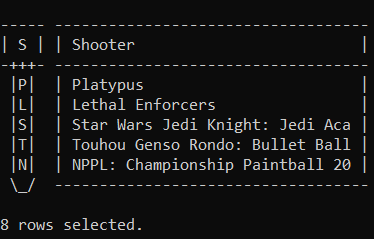 ----- ---------------------------------
| S | | Shooter                       |
-+++- ---------------------------------
 |P|  | Platypus                      |
 |L|  | Lethal Enforcers              |
 |S|  | Star Wars Jedi Knight: Jedi Aca |
 |T|  | Touhou Genso Rondo: Bullet Ball |
 |N|  | NPPL: Championship Paintball 20 |
 \_/  ---------------------------------
8 rows selected.